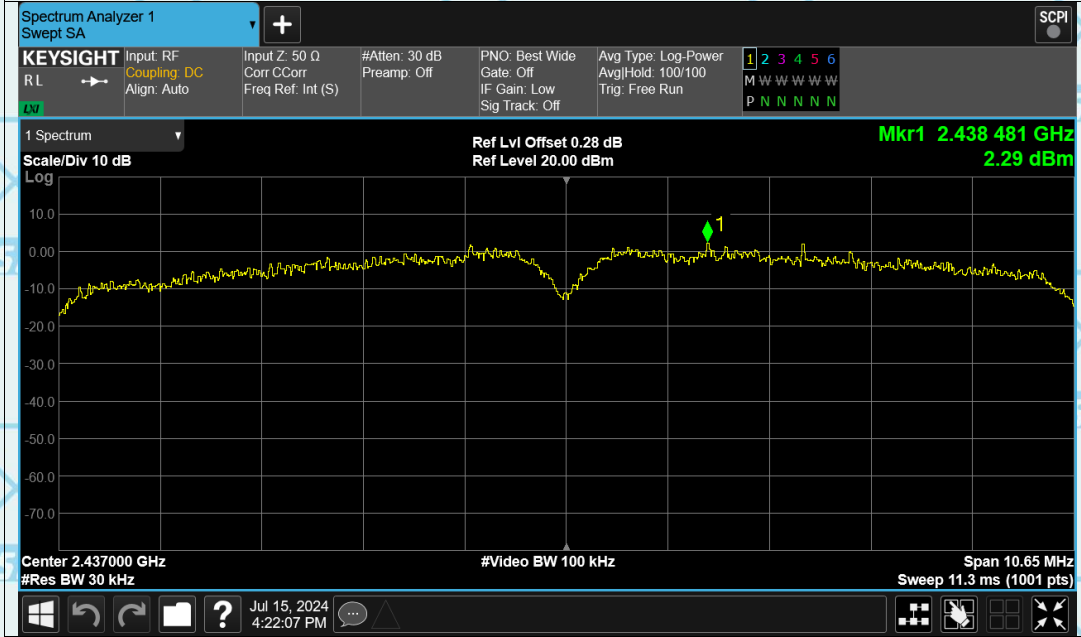 Spectrum Analyzer 1
Swept SA
+
SCPI
KEYSIGHT
RL
LXI
Input: RF
Coupling: DC
Align: Auto
Input Z: 50 Ω
Corr CCorr
Freq Ref: Int (S)
#Atten: 30 dB
Preamp: Off
PNO: Best Wide
Gate: Off
IF Gain: Low
Sig Track: Off
Avg Type: Log-Power
Avg|Hold: 100/100
Trig: Free Run
1 2 3 4 5 6
M W W W W W
P N N N N N
1 Spectrum
Scale/Div 10 dB
Ref Lvl Offset 0.28 dB
Ref Level 20.00 dBm
Mkr1 2.438 481 GHz
2.29 dBm
Log
10.0
0.00
-10.0
-20.0
-30.0
-40.0
-50.0
-60.0
-70.0
1
Center 2.437000 GHz
#Res BW 30 kHz
#Video BW 100 kHz
Span 10.65 MHz
Sweep 11.3 ms (1001 pts)
?
Jul 15, 2024
4:22:07 PM